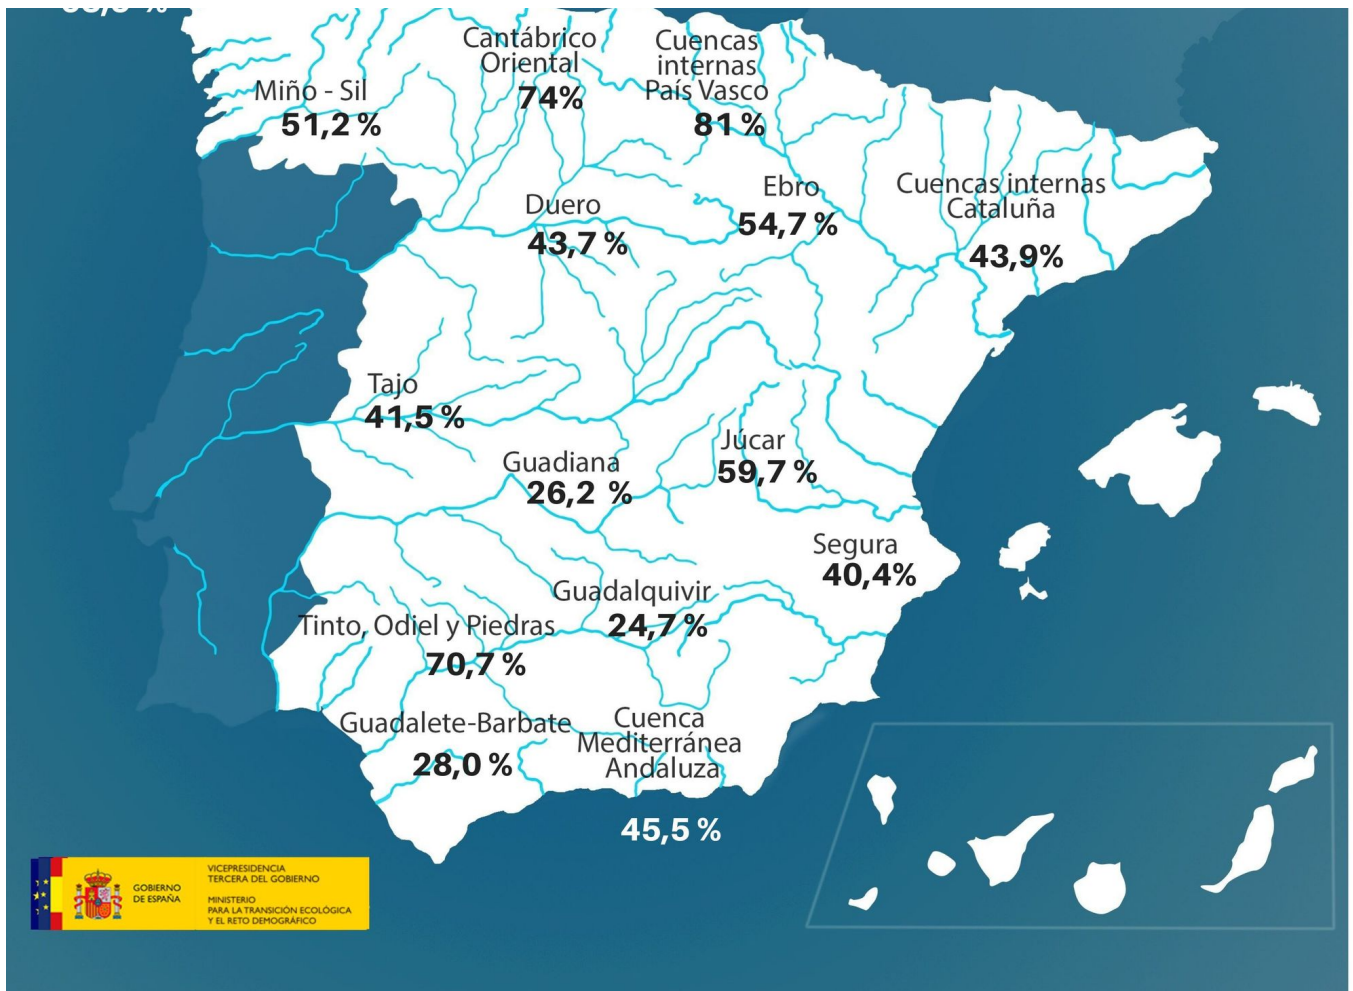 Cantábrico
Oriental
74%
Cuencas
internas
País Vasco
81 %
Miño - Sil
51,2 %
Duero
43,7 %
Ebro
54,7 %
Cuencas internas
Cataluña
43,9%
Tajo
41,5 %
Guadiana
26,2 %
Júcar
59,7 %
Segura
40,4%
Guadalquivir
24,7 %
Tinto, Odiel y Piedras
70,7 %
Guadalete-Barbate
28,0 %
Cuenca
Mediterránea
Andaluza
45,5 %
GOBIERNO
DE ESPAÑA
VICEPRESIDENCIA
TERCERA DEL GOBIERNO
MINISTERIO
PARA LA TRANSICIÓN ECOLÓGICA
Y EL RETO DEMOGRÁFICO